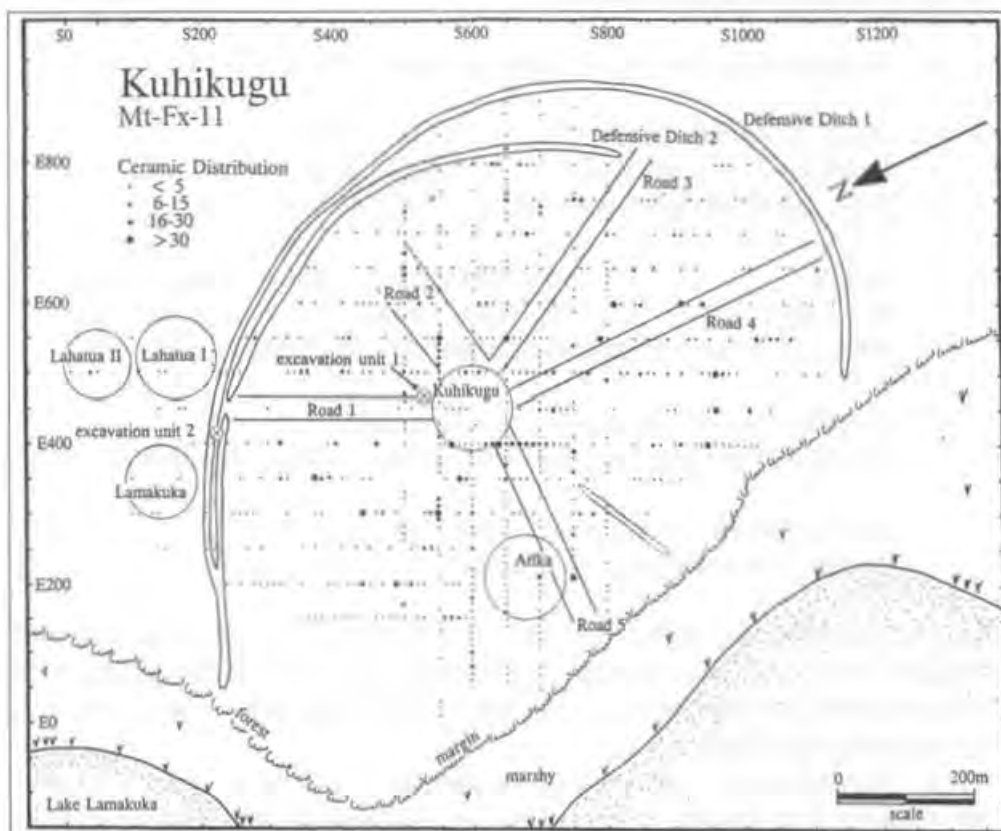 S0 S200 S400 S600 S800 S1000 S1200
Kuhikugu
Mt-Fx-11
Ceramic Distribution
< 5
6-15
16-30
>30
E800
E600
E400
E200
E0
Defensive Ditch 1
Defensive Ditch 2
N
Road 3
Road 2
Road 4
Lahatua II
Lahatua I
excavation unit 1
Kuhikugu
Road 1
excavation unit 2
Lamakuka
Road 5
forest
margin
marshy
Lake Lamakuka
0 200m
scale